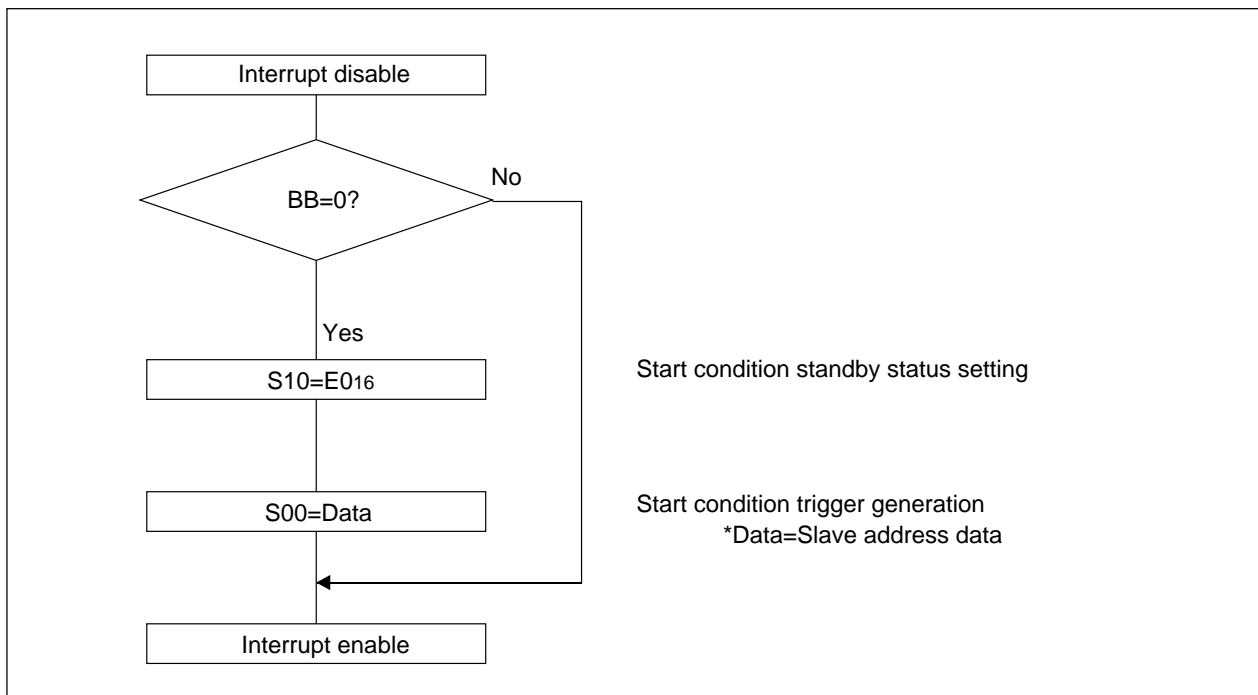 Interrupt disable
No
BB=0?
Yes
S10=E016
Start condition standby status setting
S00=Data
Start condition trigger generation
*Data=Slave address data
Interrupt enable